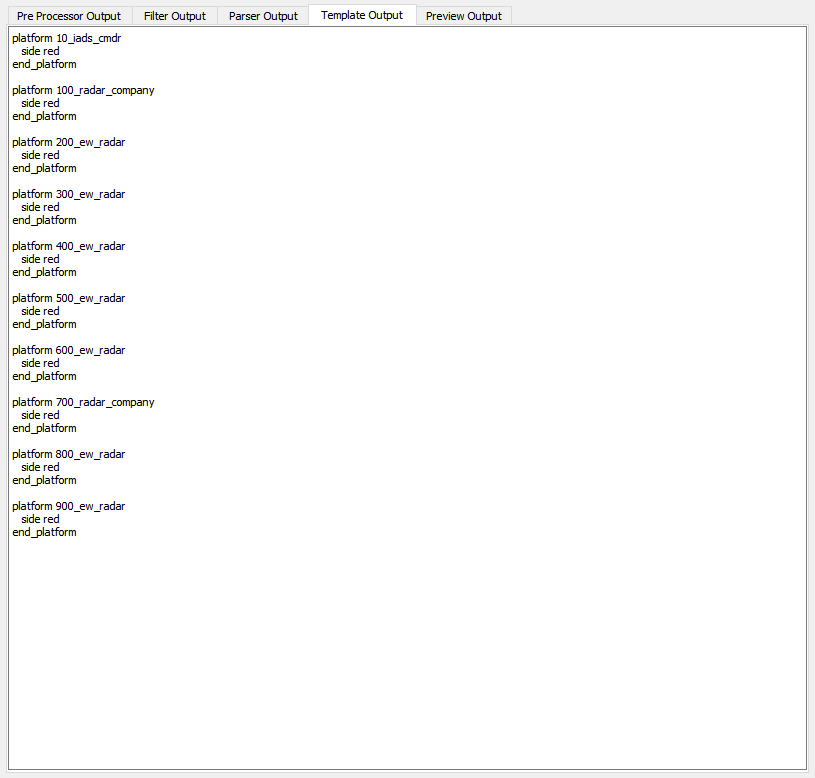 Pre Processor Output Filter Output Parser Output Template Output Preview Output
platform 10_iads_cmdr
   side red
end_platform

platform 100_radar_company
   side red
end_platform

platform 200_ew_radar
   side red
end_platform

platform 300_ew_radar
   side red
end_platform

platform 400_ew_radar
   side red
end_platform

platform 500_ew_radar
   side red
end_platform

platform 600_ew_radar
   side red
end_platform

platform 700_radar_company
   side red
end_platform

platform 800_ew_radar
   side red
end_platform

platform 900_ew_radar
   side red
end_platform